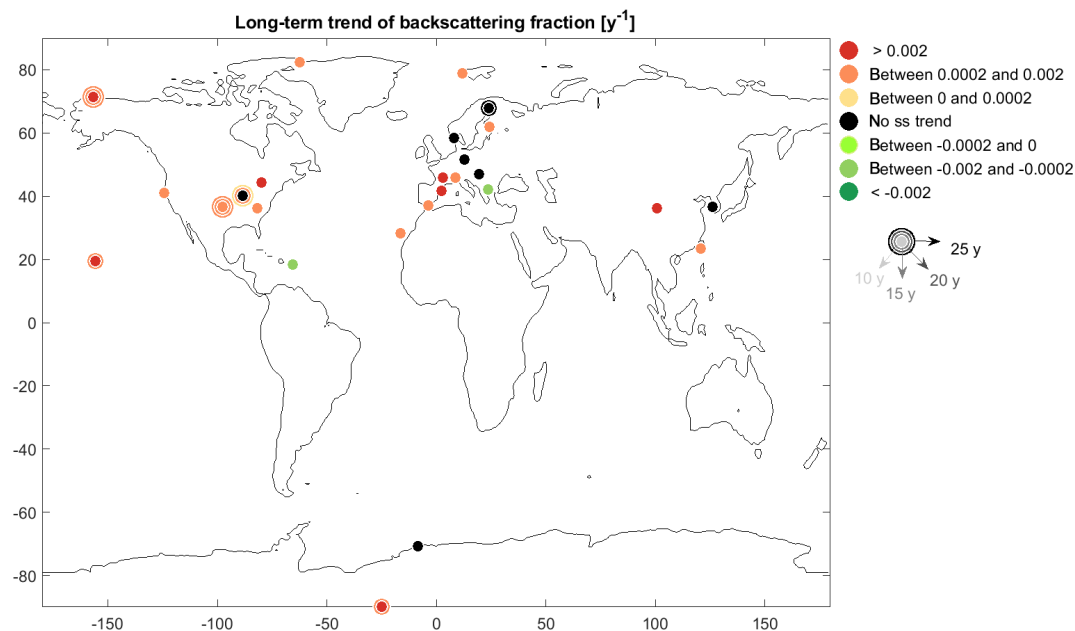 Long-term trend of backscattering fraction [y-1]
> 0.002
Between 0.0002 and 0.002
Between 0 and 0.0002
No ss trend
Between -0.0002 and 0
Between -0.002 and -0.0002
< -0.002
25 y
20 y
15 y
10 y
80
60
40
20
0
-20
-40
-60
-80
-150
-100
-50
0
50
100
150